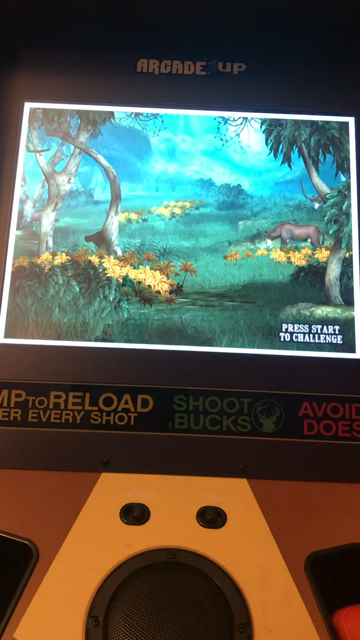 ARCADE1UP
PRESS START
TO CHALLENGE
MP TO RELOAD
ER EVERY SHOT
SHOOT
BUCKS
AVOID
DOES